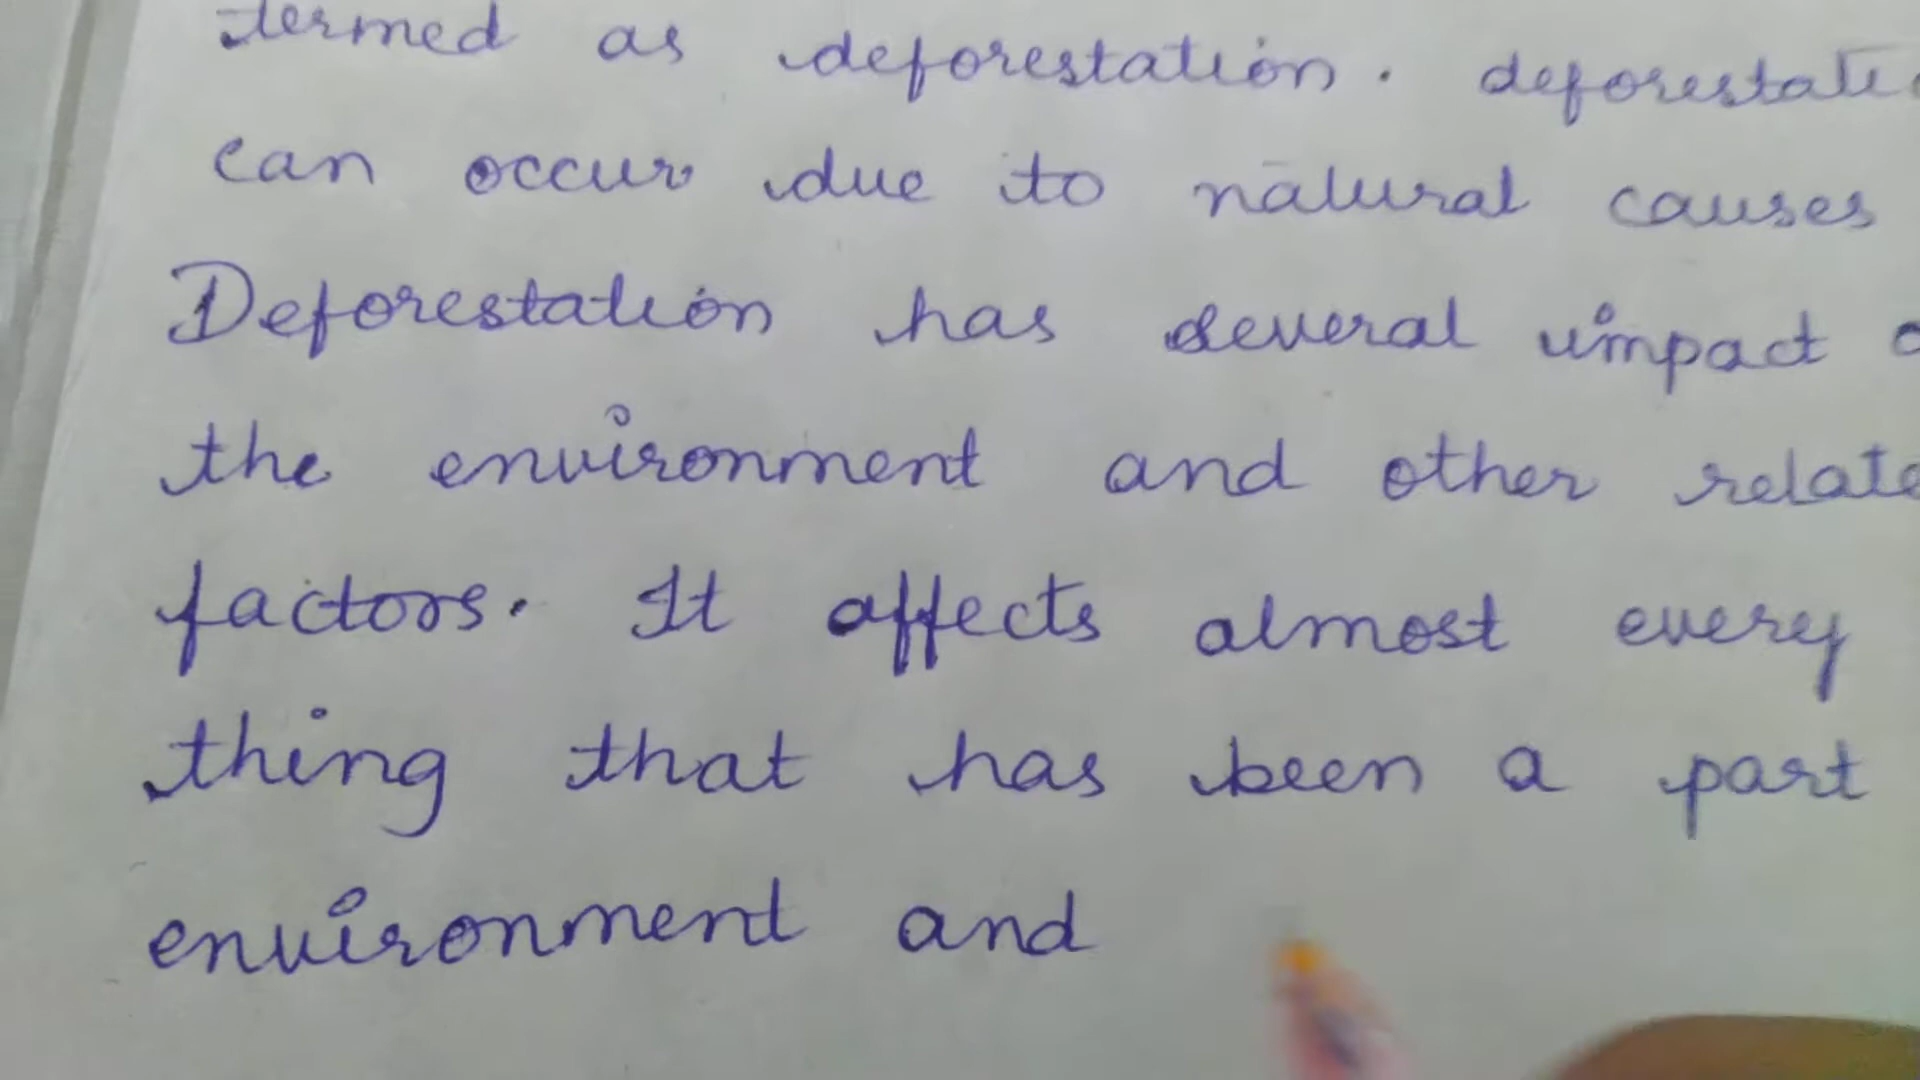 termed as deforestation. deforestati
can occur due to natural causes
Deforestation has several impact o
the environment and other relate
factors. It affects almost every
thing that has been a part
environment and